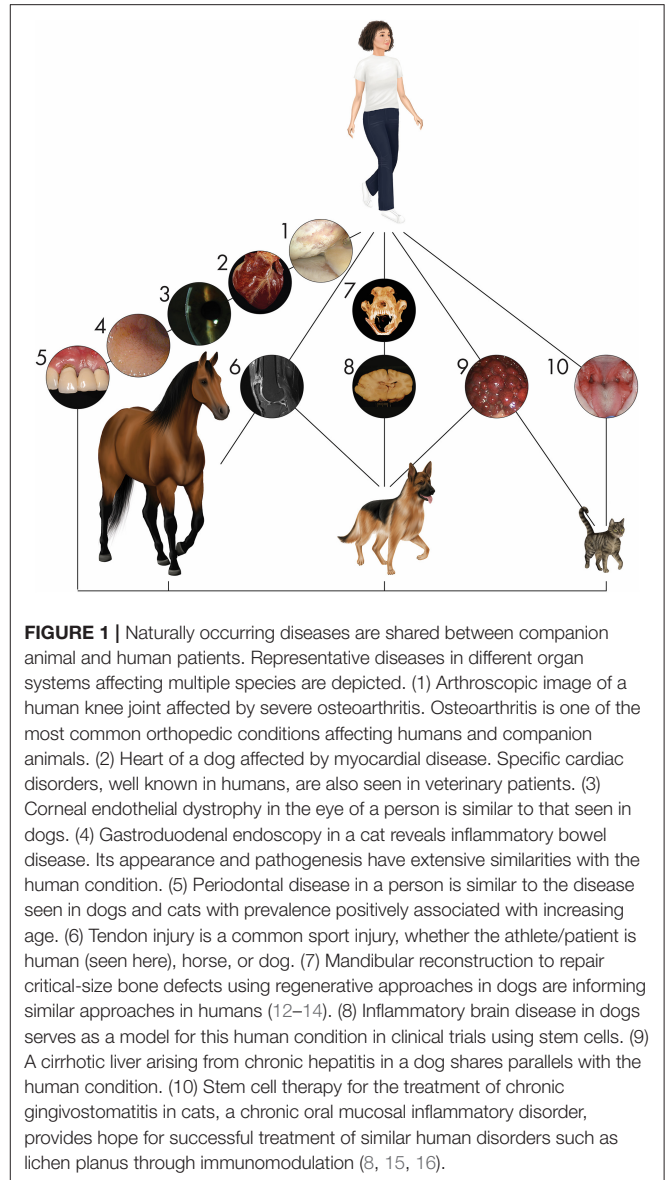 1
2
3
4
5
6
7
8
9
10
FIGURE 1 | Naturally occurring diseases are shared between companion
animal and human patients. Representative diseases in different organ
systems affecting multiple species are depicted. (1) Arthroscopic image of a
human knee joint affected by severe osteoarthritis. Osteoarthritis is one of the
most common orthopedic conditions affecting humans and companion
animals. (2) Heart of a dog affected by myocardial disease. Specific cardiac
disorders, well known in humans, are also seen in veterinary patients. (3)
Corneal endothelial dystrophy in the eye of a person is similar to that seen in
dogs. (4) Gastroduodenal endoscopy in a cat reveals inflammatory bowel
disease. Its appearance and pathogenesis have extensive similarities with the
human condition. (5) Periodontal disease in a person is similar to the disease
seen in dogs and cats with prevalence positively associated with increasing
age. (6) Tendon injury is a common sport injury, whether the athlete/patient is
human (seen here), horse, or dog. (7) Mandibular reconstruction to repair
critical-size bone defects using regenerative approaches in dogs are informing
similar approaches in humans (12–14). (8) Inflammatory brain disease in dogs
serves as a model for this human condition in clinical trials using stem cells. (9)
A cirrhotic liver arising from chronic hepatitis in a dog shares parallels with the
human condition. (10) Stem cell therapy for the treatment of chronic
gingivostomatitis in cats, a chronic oral mucosal inflammatory disorder,
provides hope for successful treatment of similar human disorders such as
lichen planus through immunomodulation (8, 15, 16).